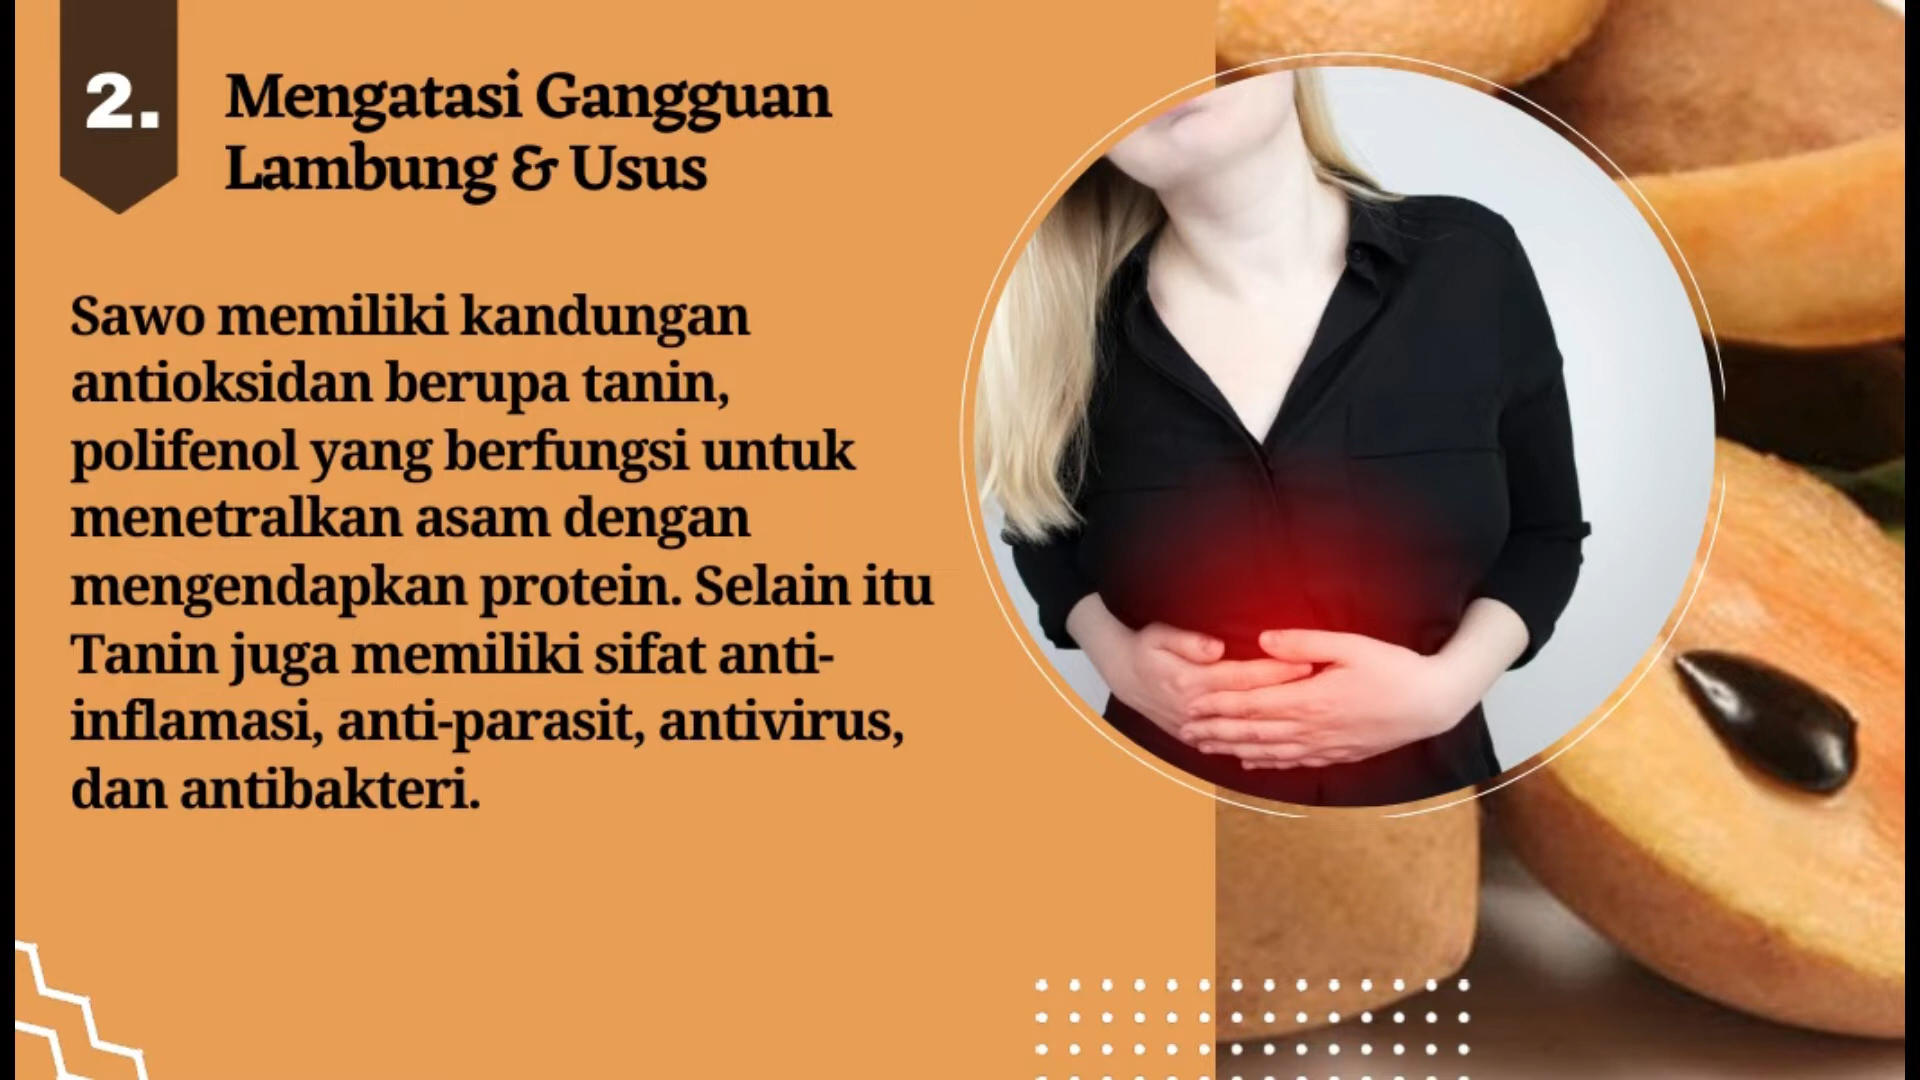 2.
Mengatasi Gangguan
Lambung & Usus
Sawo memiliki kandungan
antioksidan berupa tanin,
polifenol yang berfungsi untuk
menetralkan asam dengan
mengendapkan protein. Selain itu
Tanin juga memiliki sifat anti-
inflamasi, anti-parasit, antivirus,
dan antibakteri.